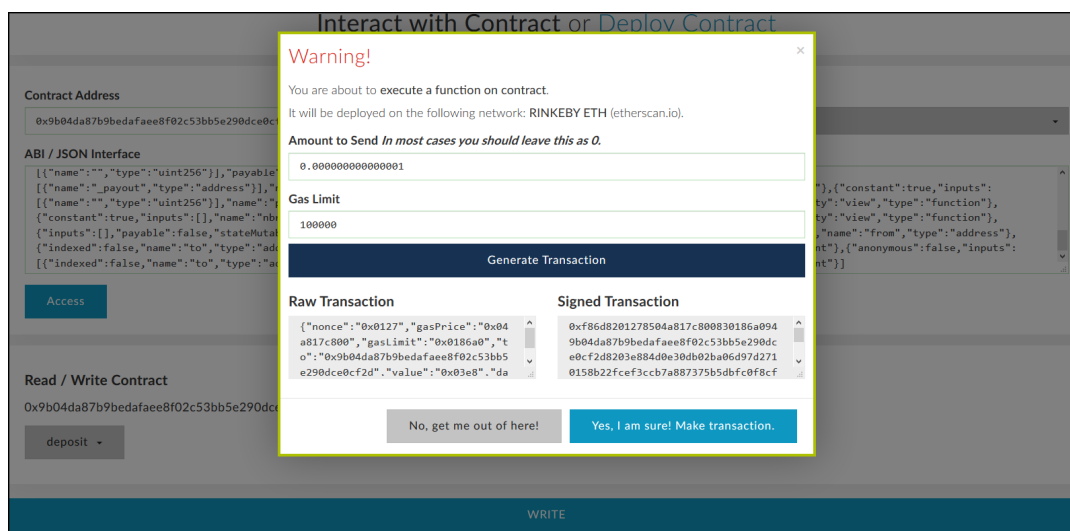 Interact with Contract or Deploy Contract
Warning!
×
You are about to execute a function on contract.
It will be deployed on the following network: RINKEBY ETH (etherscan.io).
Amount to Send In most cases you should leave this as 0.
0.000000000000001
Gas Limit
100000
Generate Transaction
Raw Transaction
{"nonce":"0x0127","gasPrice":"0x04
a817c800","gasLimit":"0x0186a0","t
o":"0x9b04da87b9bedafaee8f02c53bb5
e290dce0cf2d","value":"0x03e8","da
Signed Transaction
0xf86d8201278504a817c800830186a094
9b04da87b9bedafaee8f02c53bb5e290dc
e0cf2d8203e884d0e30db02ba06d97d271
0158b22fcef3ccb7a887375b5dbfc0f8cf
No, get me out of here!
Yes, I am sure! Make transaction.
Contract Address
0x9b04da87b9bedafaee8f02c53bb5e290dce0cf
ABI / JSON Interface
[{"name":"","type":"uint256"}],"payable"
[{"name":"_payout","type":"address"}],"
"},{"constant":true,"inputs":
[{"name":"","type":"uint256"}],"name":"
ty":"view","type":"function"},
{"constant":true,"inputs":[],"name":"nb
ty":"view","type":"function"},
{"inputs":[],"payable":false,"stateMutab
,"name":"from","type":"address"},
{"indexed":false,"name":"to","type":"add
nt"},{"anonymous":false,"inputs":
[{"indexed":false,"name":"to","type":"ad
nt"}]
Access
Read / Write Contract
0x9b04da87b9bedafaee8f02c53bb5e290dce
deposit
WRITE